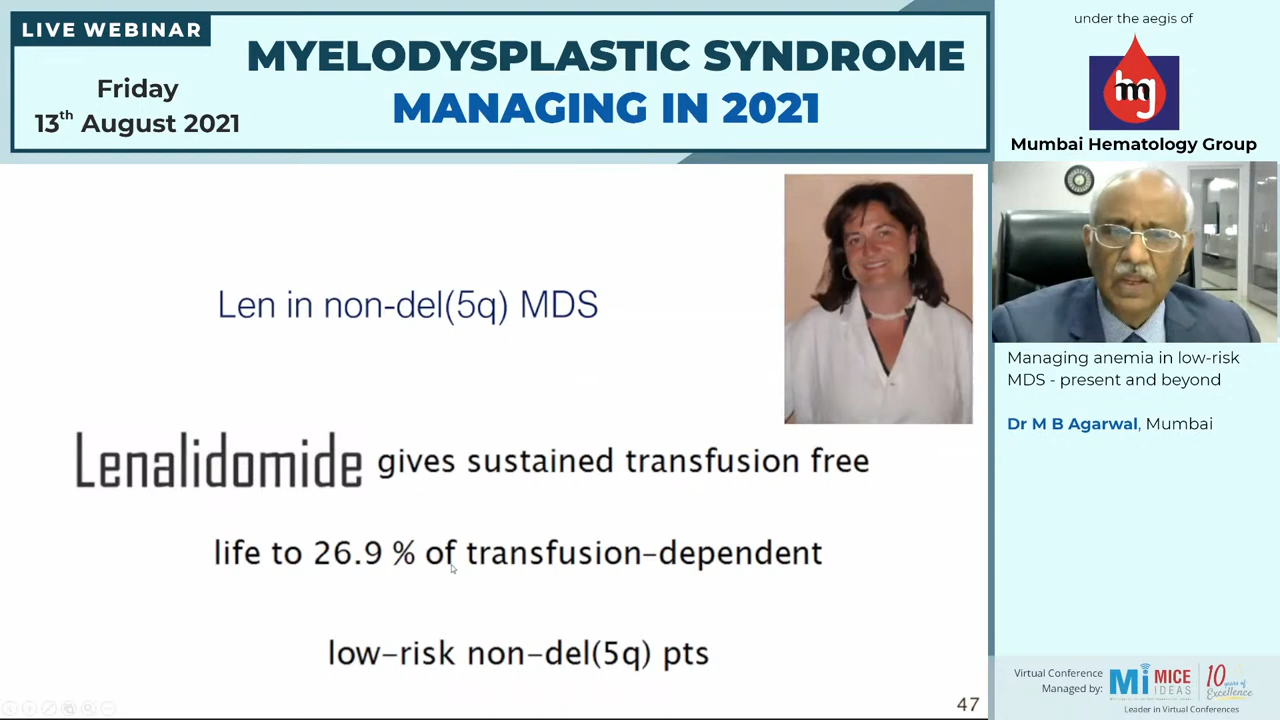 LIVE WEBINAR
Friday
13th August 2021
MYELODYSPLASTIC SYNDROME
MANAGING IN 2021
under the aegis of
hmg
Mumbai Hematology Group
Len in non-del(5q) MDS
Lenalidomide gives sustained transfusion free
life to 26.9 % of transfusion-dependent
low-risk non-del(5q) pts
47
Managing anemia in low-risk
MDS - present and beyond
Dr M B Agarwal, Mumbai
Virtual Conference
Managed by:
Mi MICE
IDEAS
10 years of
Excellence
Leader in Virtual Conferences